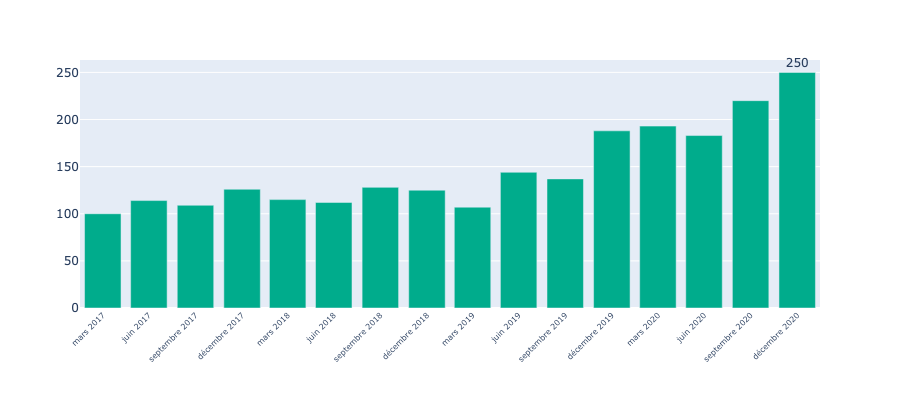 250
250
200
150
100
50
0
mars 2017
juin 2017
septembre 2017
décembre 2017
mars 2018
juin 2018
septembre 2018
décembre 2018
mars 2019
juin 2019
septembre 2019
décembre 2019
mars 2020
juin 2020
septembre 2020
décembre 2020